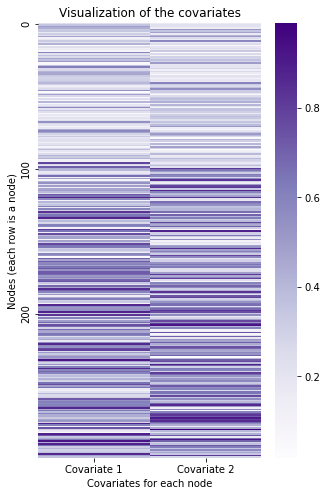 Visualization of the covariates
0
100
200
Nodes (each row is a node)
Covariate 1 Covariate 2
Covariates for each node
0.8
0.6
0.4
0.2